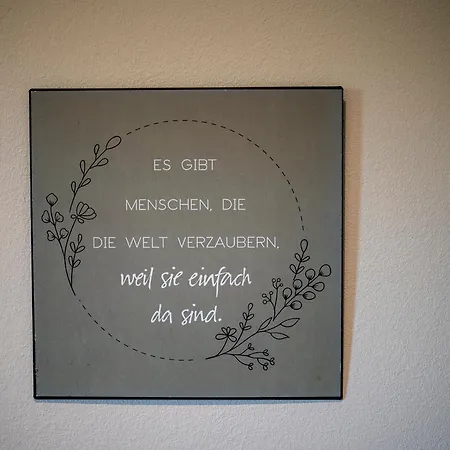 ES GIBT
MENSCHEN, DIE
DIE WELT VERZAUBERN,
weil sie einfach
da sind.